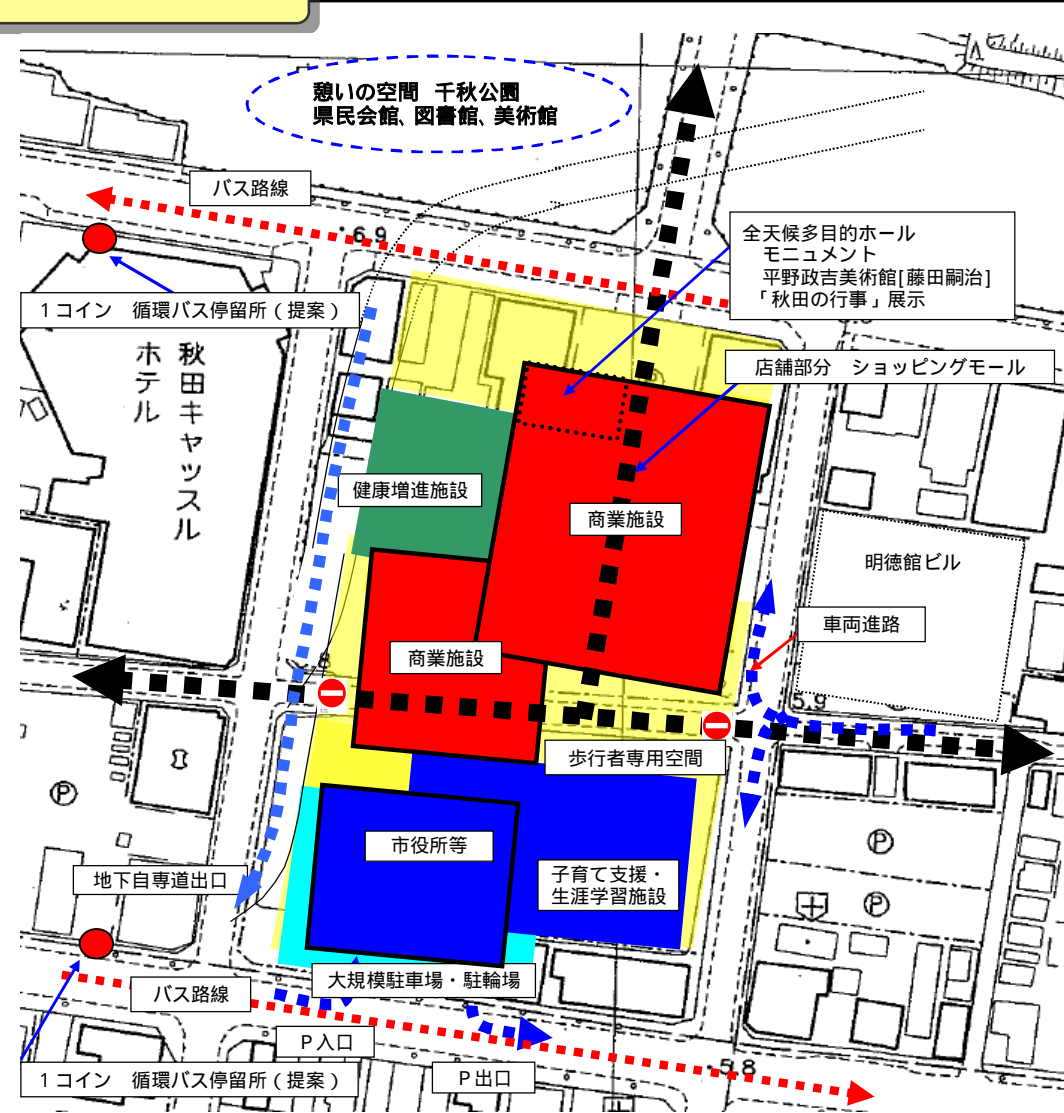 憩いの空間 千秋公園
県民会館、図書館、美術館
バス路線
6.9
全天候多目的ホール
モニュメント
平野政吉美術館[藤田嗣治]
「秋田の行事」展示
1コイン 循環バス停留所（提案）
秋田キャッスル
ホテル
店舗部分 ショッピングモール
健康増進施設
商業施設
明徳館ビル
車両進路
商業施設
5.9
歩行者専用空間
P
市役所等
P
子育て支援・
生涯学習施設
地下自専道出口
P
大規模駐車場・駐輪場
バス路線
P入口
5.8
1コイン 循環バス停留所（提案）
P出口